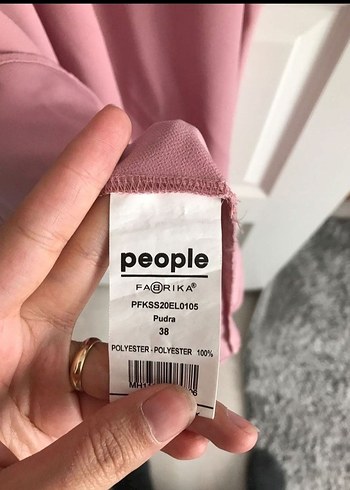 people
FABRIKA®
PFKSS20EL0105
Pudra
38
POLYESTER - POLYESTER 100%